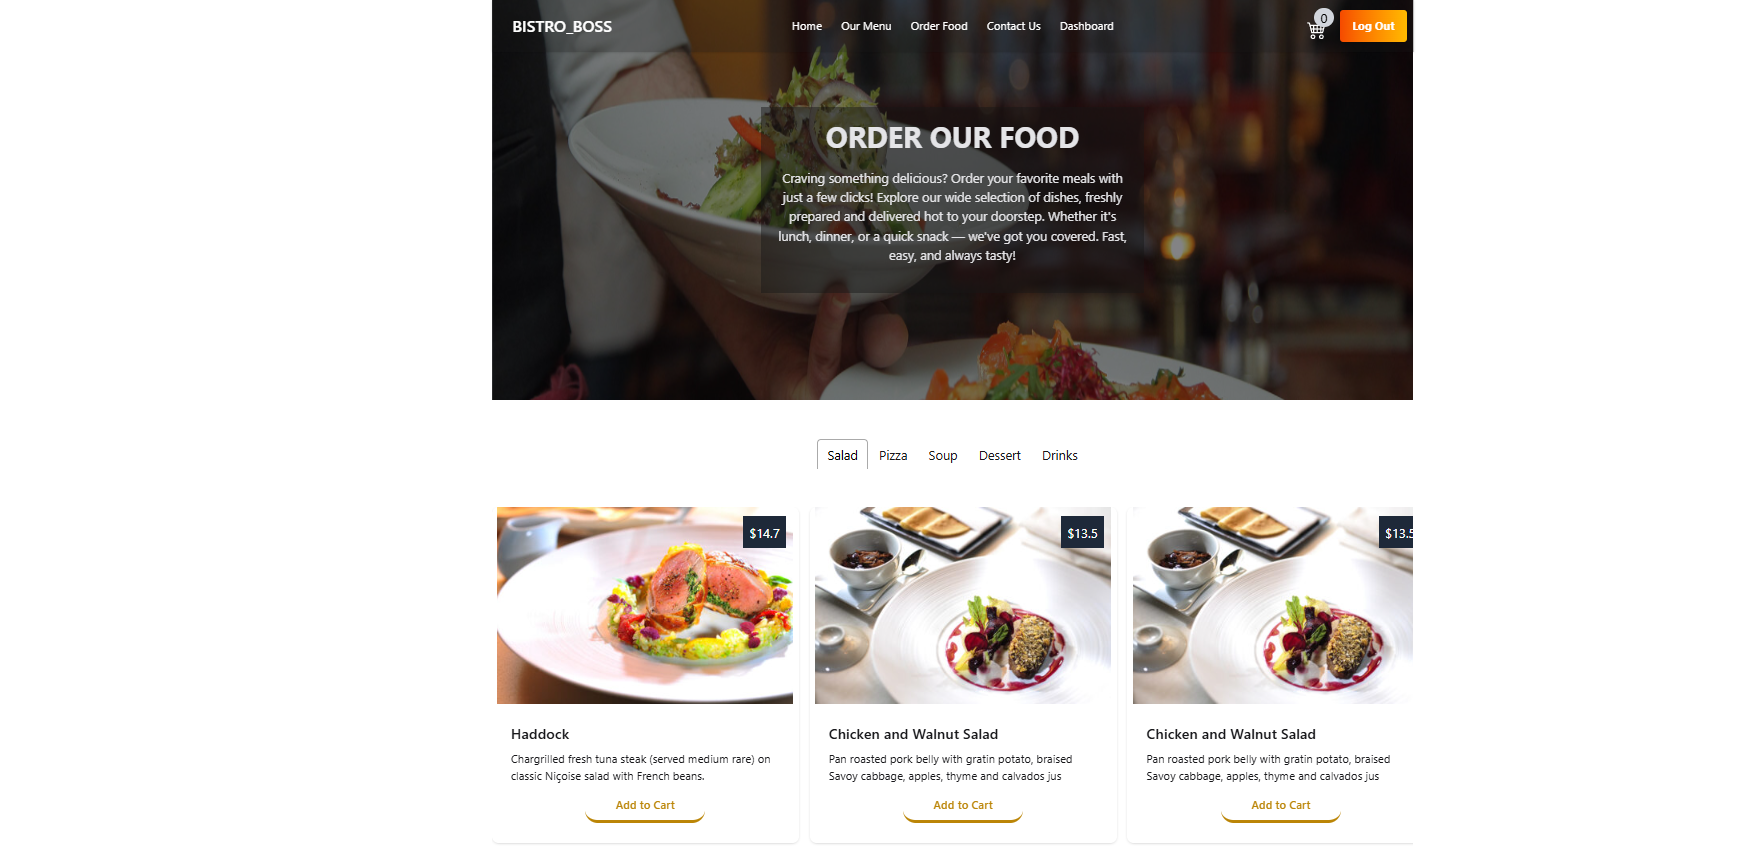 BISTRO_BOSS
Home Our Menu Order Food Contact Us Dashboard
0
Log Out
ORDER OUR FOOD
Craving something delicious? Order your favorite meals with
just a few clicks! Explore our wide selection of dishes, freshly
prepared and delivered hot to your doorstep. Whether it's
lunch, dinner, or a quick snack — we've got you covered. Fast,
easy, and always tasty!
Salad Pizza Soup Dessert Drinks
$14.7
$13.5
$13.5
Haddock
Chargrilled fresh tuna steak (served medium rare) on
classic Niçoise salad with French beans.
Add to Cart
Chicken and Walnut Salad
Pan roasted pork belly with gratin potato, braised
Savoy cabbage, apples, thyme and calvados jus
Add to Cart
Chicken and Walnut Salad
Pan roasted pork belly with gratin potato, braised
Savoy cabbage, apples, thyme and calvados jus
Add to Cart